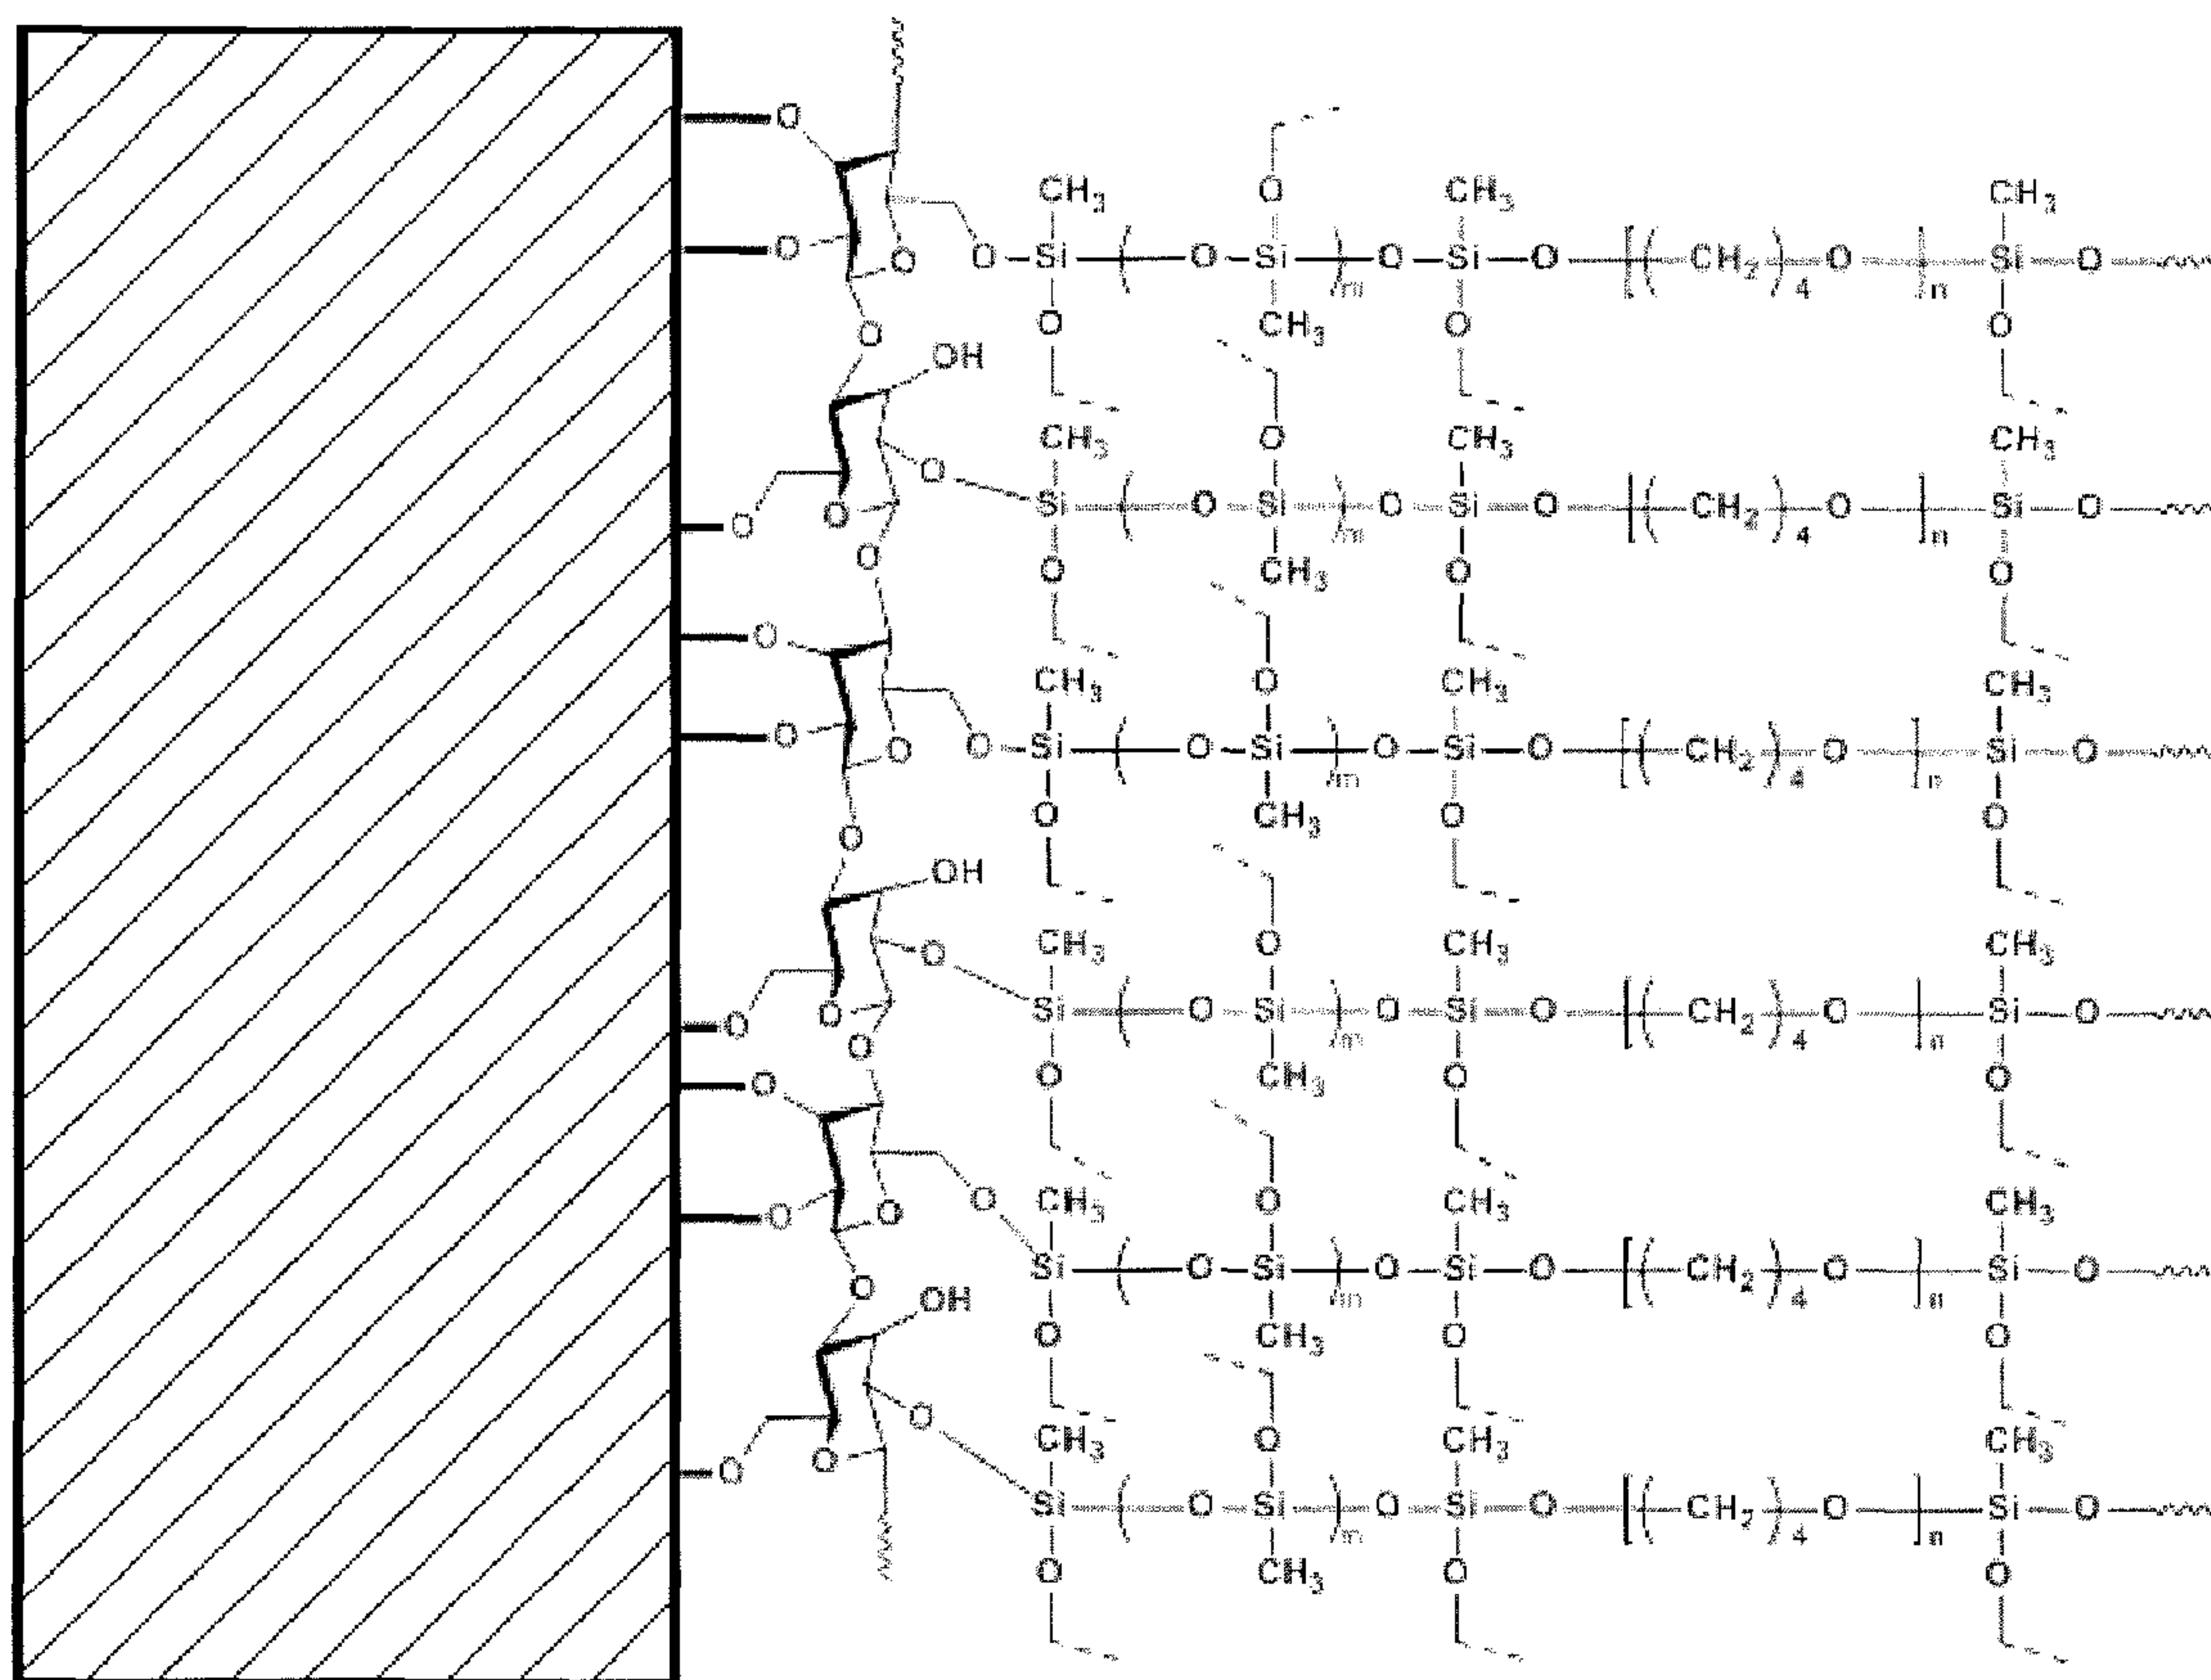 O
CH₃ O CH₃ CH₃
O O O–Si–(–O–Si–)m–O–Si–O–[(CH₂)₄–O–]n–Si–O
O O CH₃ O O
OH
CH₃ O CH₃ CH₃
O
Si–(–O–Si–)m–O–Si–O–[(CH₂)₄–O–]n–Si–O
O O
O O CH₃ O O
O
CH₃ O CH₃ CH₃
O O O–Si–(–O–Si–)m–O–Si–O–[(CH₂)₄–O–]n–Si–O
O O CH₃ O O
OH
O CH₃ O CH₃ CH₃
O O Si–(–O–Si–)m–O–Si–O–[(CH₂)₄–O–]n–Si–O
O O CH₃ O O
O
O CH₃ O CH₃ CH₃
O O
Si–(–O–Si–)m–O–Si–O–[(CH₂)₄–O–]n–Si–O
O OH
O CH₃ O O
O CH₃ O CH₃ CH₃
O O
Si–(–O–Si–)m–O–Si–O–[(CH₂)₄–O–]n–Si–O
O CH₃ O O